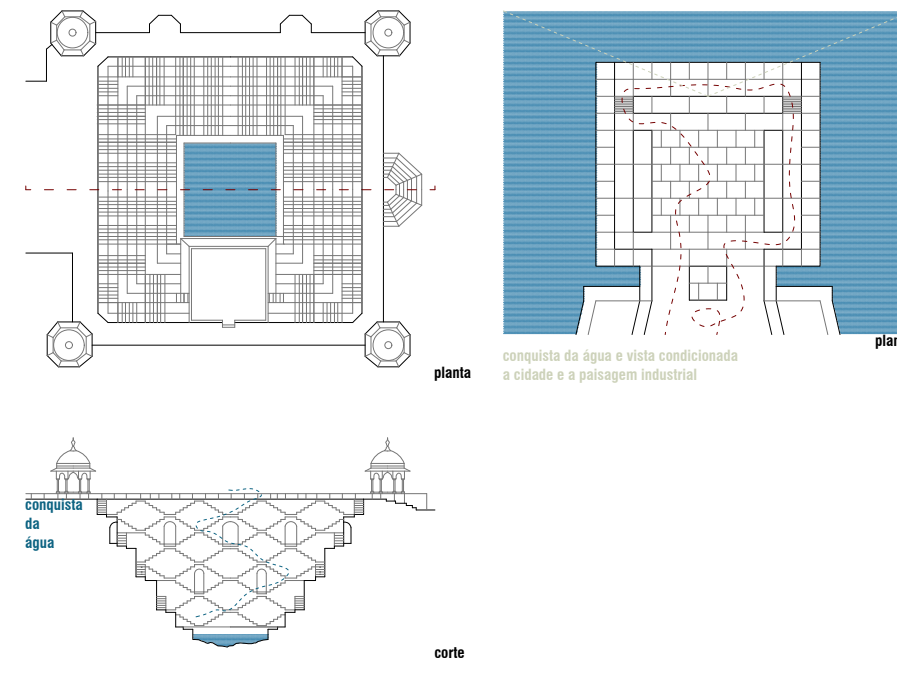 planta
conquista da água e vista condicionada
a cidade e a paisagem industrial
conquista
da
água
corte